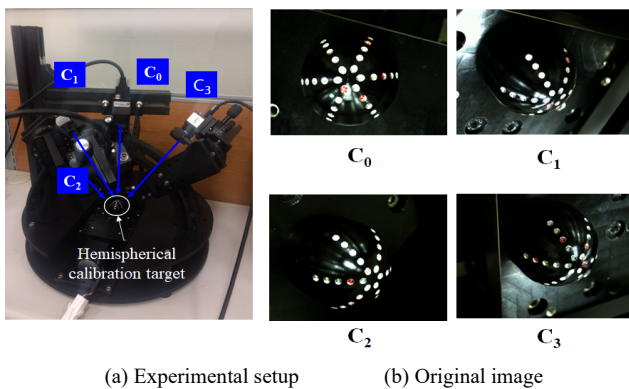 C1
C0
C3
C2
Hemispherical
calibration target
C0
C1
C2
C3
(a) Experimental setup
(b) Original image